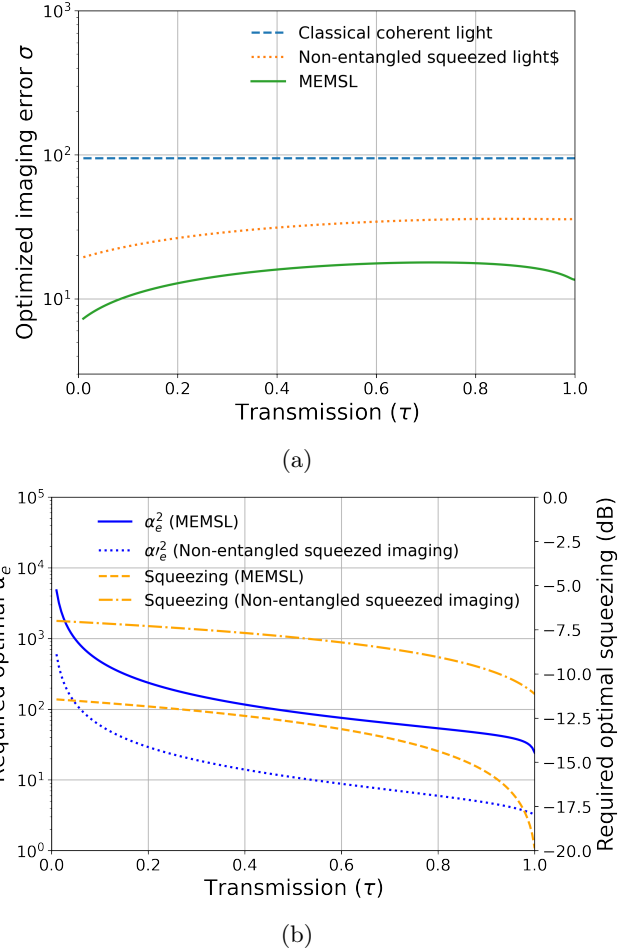 10³
10²
10¹
Optimized imaging error σ
Classical coherent light
Non-entangled squeezed light$
MEMSL
0.0 0.2 0.4 0.6 0.8 1.0
Transmission (τ)
(a)
10⁵
10⁴
10³
10²
10¹
10⁰
α²ₑ (MEMSL)
α′²ₑ (Non-entangled squeezed imaging)
Squeezing (MEMSL)
Squeezing (Non-entangled squeezed imaging)
0.0
−2.5
−5.0
−7.5
−10.0
−12.5
−15.0
−17.5
−20.0
Required optimal squeezing (dB)
0.0 0.2 0.4 0.6 0.8 1.0
Transmission (τ)
(b)